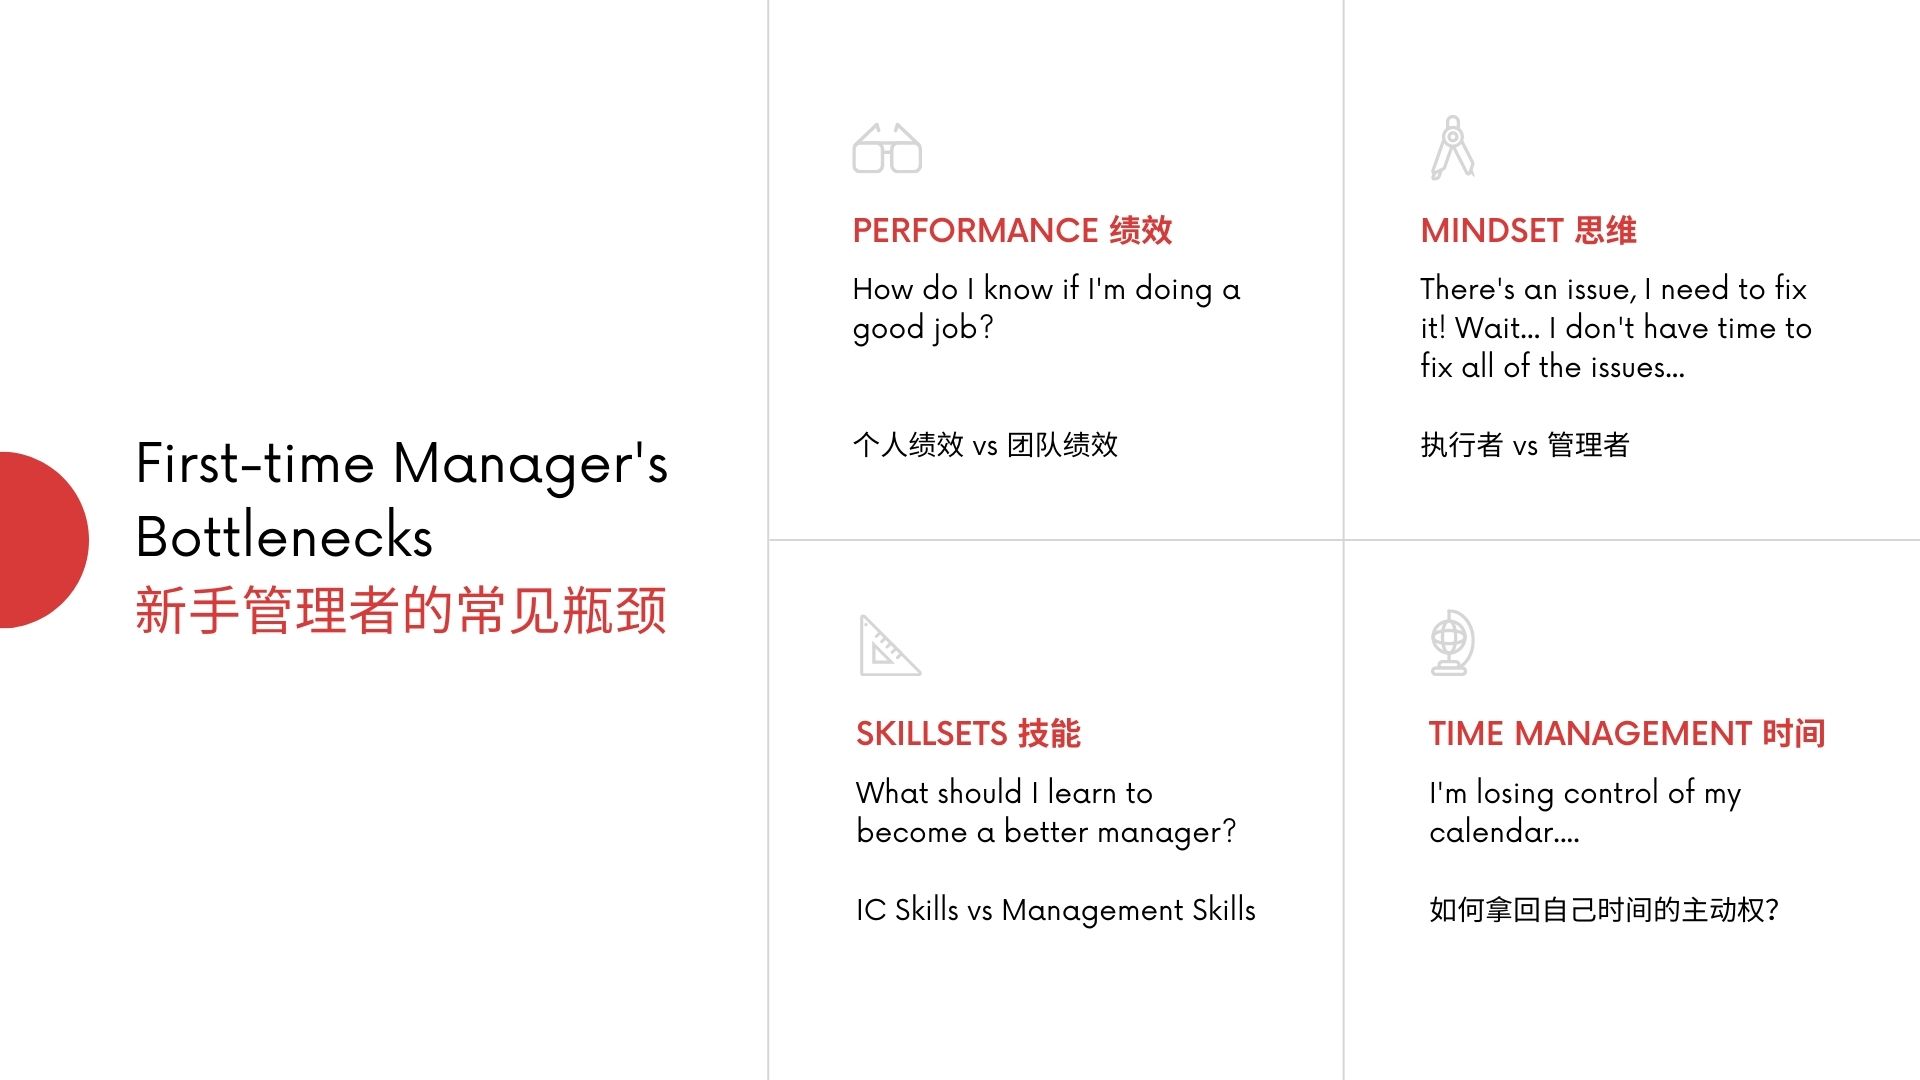 First-time Manager's
Bottlenecks
新手管理者的常见瓶颈
PERFORMANCE 绩效
How do I know if I'm doing a
good job?
个人绩效 vs 团队绩效
MINDSET 思维
There's an issue, I need to fix
it! Wait... I don't have time to
fix all of the issues...
执行者 vs 管理者
SKILLSETS 技能
What should I learn to
become a better manager?
IC Skills vs Management Skills
TIME MANAGEMENT 时间
I'm losing control of my
calendar....
如何拿回自己时间的主动权？